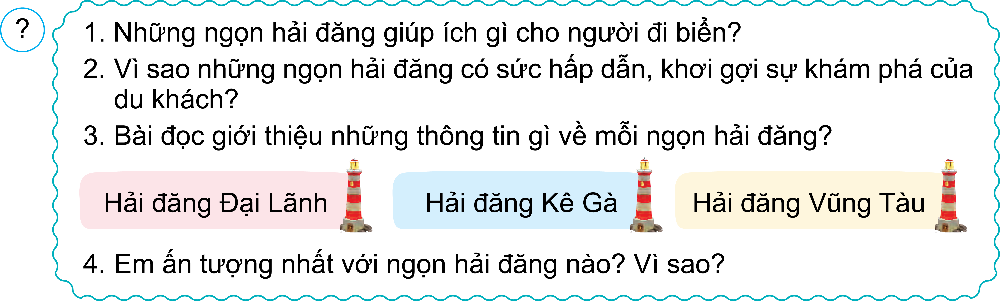 ?
1. Những ngọn hải đăng giúp ích gì cho người đi biển?
2. Vì sao những ngọn hải đăng có sức hấp dẫn, khơi gợi sự khám phá của
du khách?
3. Bài đọc giới thiệu những thông tin gì về mỗi ngọn hải đăng?
Hải đăng Đại Lãnh
Hải đăng Kê Gà
Hải đăng Vũng Tàu
4. Em ấn tượng nhất với ngọn hải đăng nào? Vì sao?